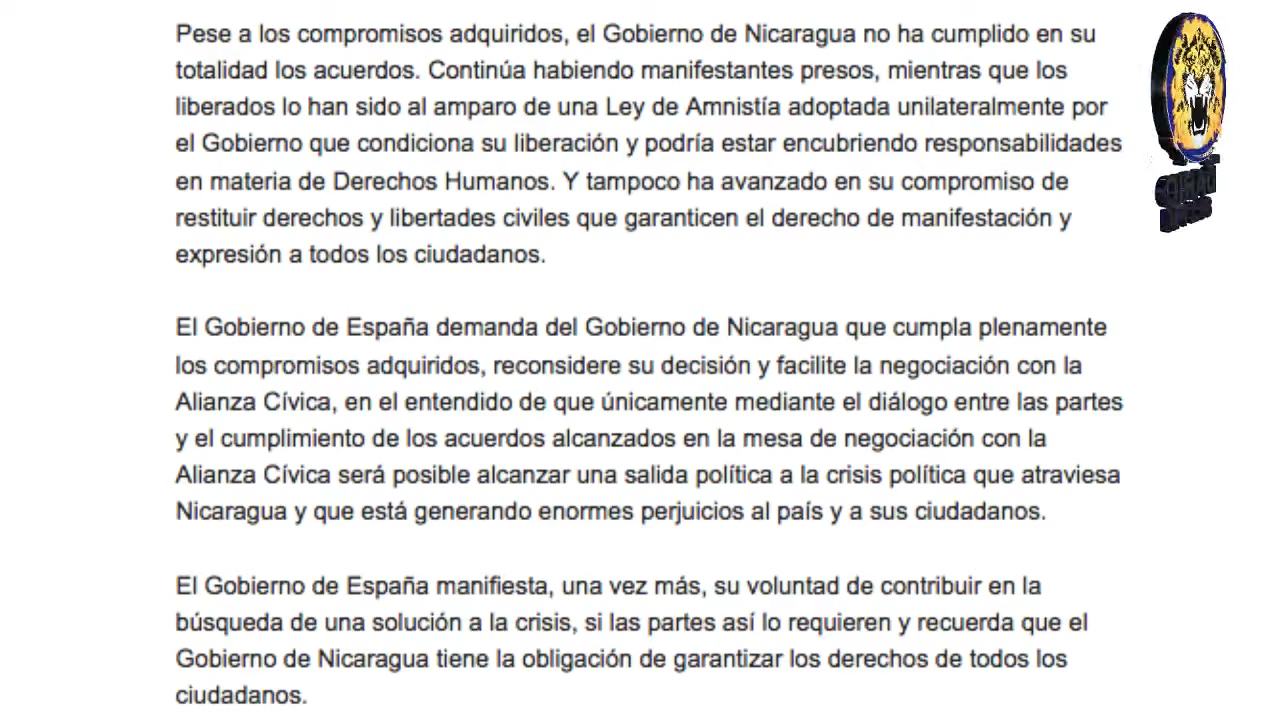 Pese a los compromisos adquiridos, el Gobierno de Nicaragua no ha cumplido en su
totalidad los acuerdos. Continúa habiendo manifestantes presos, mientras que los
liberados lo han sido al amparo de una Ley de Amnistía adoptada unilateralmente por
el Gobierno que condiciona su liberación y podría estar encubriendo responsabilidades
en materia de Derechos Humanos. Y tampoco ha avanzado en su compromiso de
restituir derechos y libertades civiles que garanticen el derecho de manifestación y
expresión a todos los ciudadanos.
El Gobierno de España demanda del Gobierno de Nicaragua que cumpla plenamente
los compromisos adquiridos, reconsidere su decisión y facilite la negociación con la
Alianza Cívica, en el entendido de que únicamente mediante el diálogo entre las partes
y el cumplimiento de los acuerdos alcanzados en la mesa de negociación con la
Alianza Cívica será posible alcanzar una salida política a la crisis política que atraviesa
Nicaragua y que está generando enormes perjuicios al país y a sus ciudadanos.
El Gobierno de España manifiesta, una vez más, su voluntad de contribuir en la
búsqueda de una solución a la crisis, si las partes así lo requieren y recuerda que el
Gobierno de Nicaragua tiene la obligación de garantizar los derechos de todos los
ciudadanos.